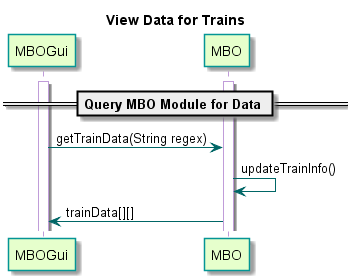 View Data for Trains
MBOGui
MBO
Query MBO Module for Data
getTrainData(String regex)
updateTrainInfo()
trainData[][]
MBOGui
MBO